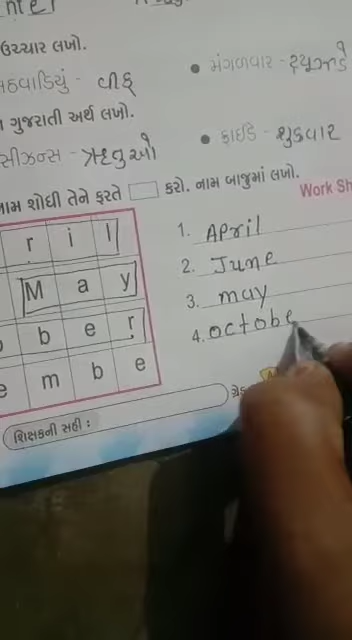 ઉચ્ચાર લખો.
અઠવાડિયું - વીક
• મંગળવાર - ટ્યૂઝડે
ગુજરાતી અર્થ લખો.
સીઝન્સ - ઋતુઓ
• ફ્રાઈડે - શુક્રવાર
નામ શોધી તેને ફરતે કરો. નામ બાજુમાં લખો.
Work Sh
r i l
M a y
b e r
e m b e
1. April
2. June
3. may
4. octobe
શિક્ષકની સહી :
ગ્રેડ